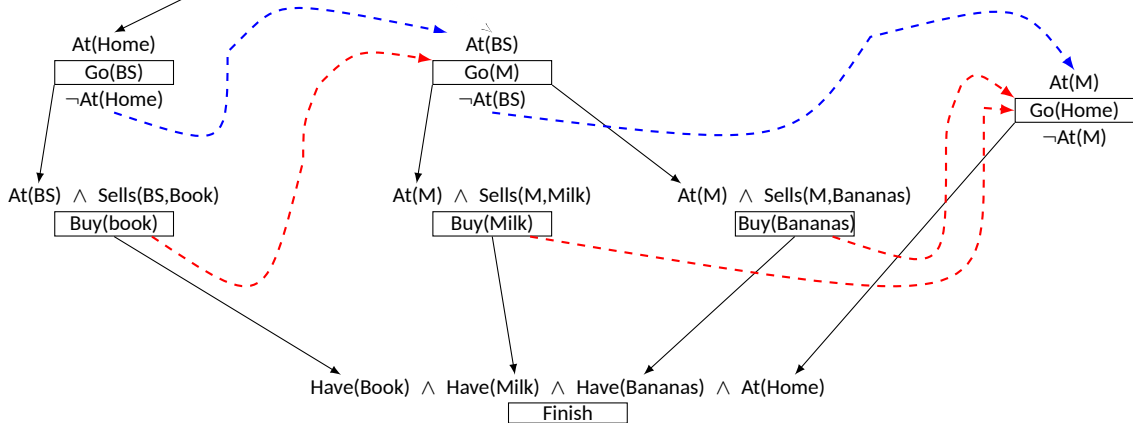 At(Home)
Go(BS)
¬At(Home)
At(BS)
Go(M)
¬At(BS)
At(M)
Go(Home)
¬At(M)
At(BS) ∧ Sells(BS,Book)
Buy(book)
At(M) ∧ Sells(M,Milk)
Buy(Milk)
At(M) ∧ Sells(M,Bananas)
Buy(Bananas)
Have(Book) ∧ Have(Milk) ∧ Have(Bananas) ∧ At(Home)
Finish